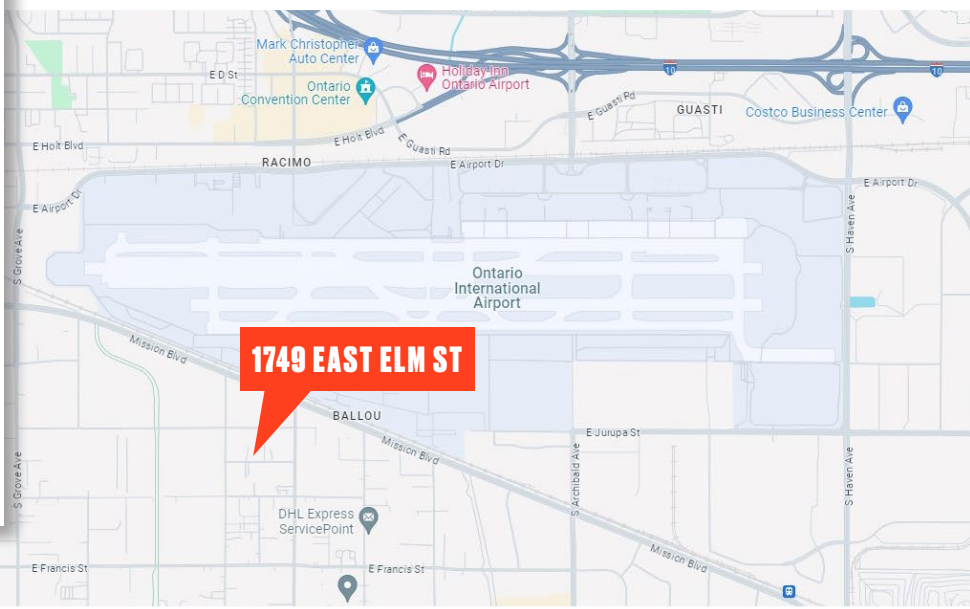 Mark Christopher
Auto Center
E D St
Ontario
Convention Center
Holiday Inn
Ontario Airport
10
10
E Guasti Rd
GUASTI
Costco Business Center
E Holt Blvd
E Holt Blvd
E Guasti Rd
RACIMO
E Airport Dr
E Airport Dr
E Airport Dr
S Grove Ave
S Haven Ave
Ontario
International
Airport
Mission Blvd
1749 EAST ELM ST
BALLOU
Mission Blvd
E Jurupa St
S Grove Ave
S Archibald Ave
S Haven Ave
DHL Express
ServicePoint
Mission Blvd
E Francis St
E Francis St